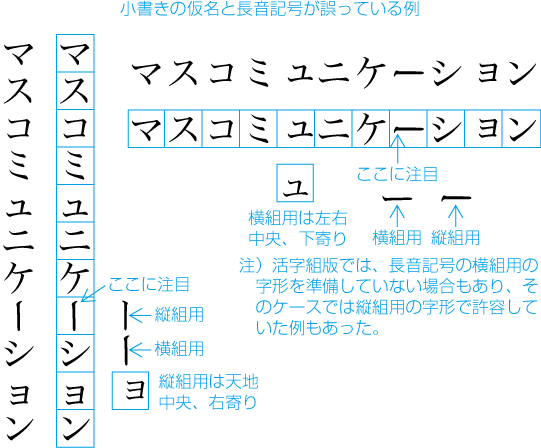 小書きの仮名と長音記号が誤っている例
マスコミュニケーション
マスコミュニケーション
マスコミュニケーション
マスコミュニケーション
ここに注目
ュ
横組用は左右
中央、下寄り
ー ー
横組用 縦組用
注）活字組版では、長音記号の横組用の
字形を準備していない場合もあり、そ
のケースでは縦組用の字形で許容して
いた例もあった。
ここに注目
ー
縦組用
ー
横組用
ョ
縦組用は天地
中央、右寄り